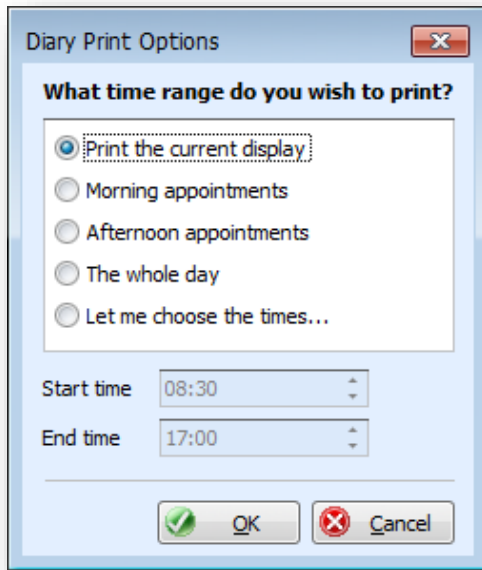 Diary Print Options
What time range do you wish to print?
Print the current display
Morning appointments
Afternoon appointments
The whole day
Let me choose the times...
Start time 08:30
End time 17:00
OK Cancel